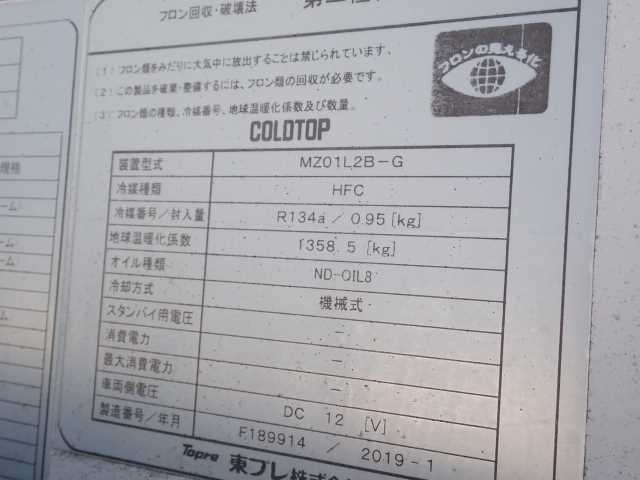 フロン回収・破壊法
(1) フロン類をみだりに大気中に放出することは禁じられています、
(2) この製品を廃棄・整備するには、フロン類の回収が必要です。
(3) フロン類の種類、冷媒番号、地球温暖化係数及び数量。
フロンの見える化
COLDTOP
装置型式 MZ01L2B-G
冷媒種類 HFC
冷媒番号/封入量 R134a / 0.95 [kg]
地球温暖化係数 1358.5 [kg]
オイル種類 ND-OIL8
冷却方式 機械式
スタンバイ用電圧 -
消費電力 -
最大消費電力 -
車両側電圧 DC 12 [V]
製造番号/年月 F189914 / 2019-1
Topre 東プレ株式